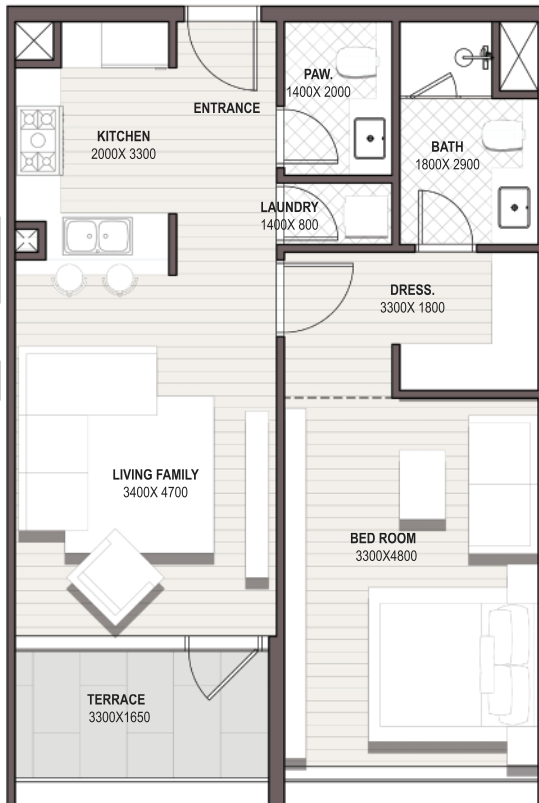 PAW.
1400X 2000
ENTRANCE
KITCHEN
2000X 3300
BATH
1800X 2900
LAUNDRY
1400X 800
DRESS.
3300X 1800
LIVING FAMILY
3400X 4700
BED ROOM
3300X4800
TERRACE
3300X1650